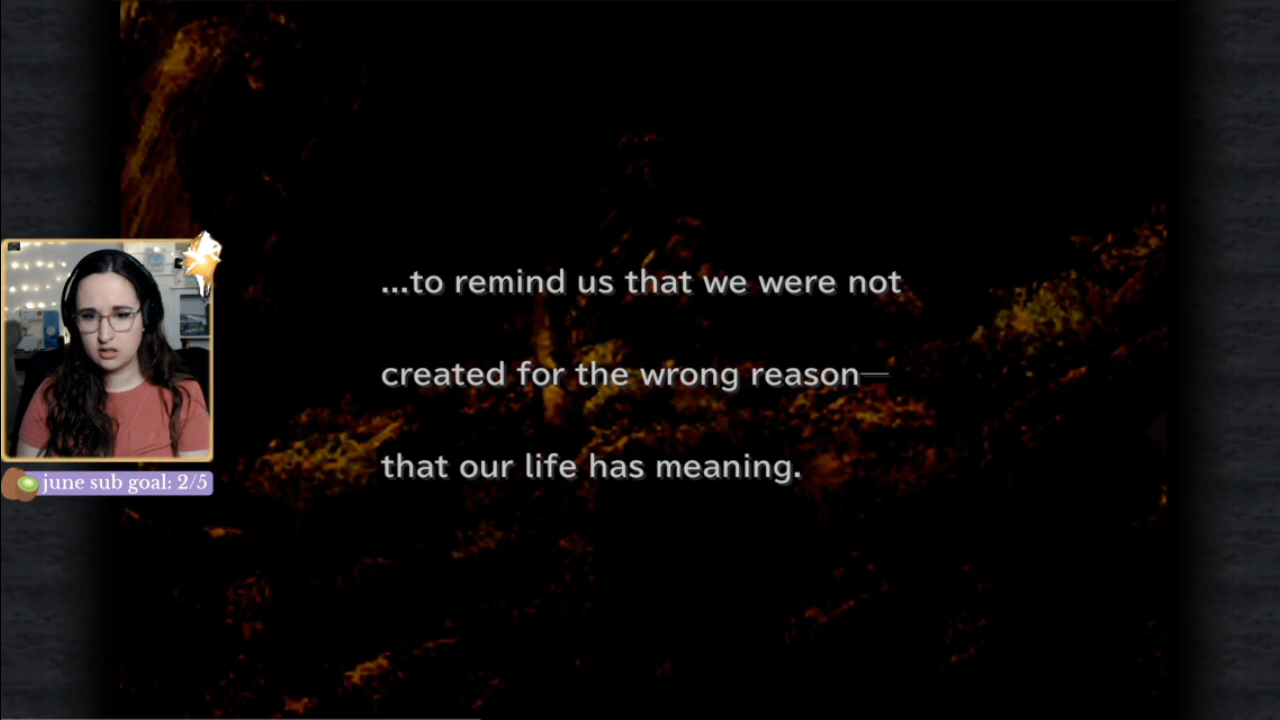 ...to remind us that we were not
created for the wrong reason—
that our life has meaning.
june sub goal: 2/5